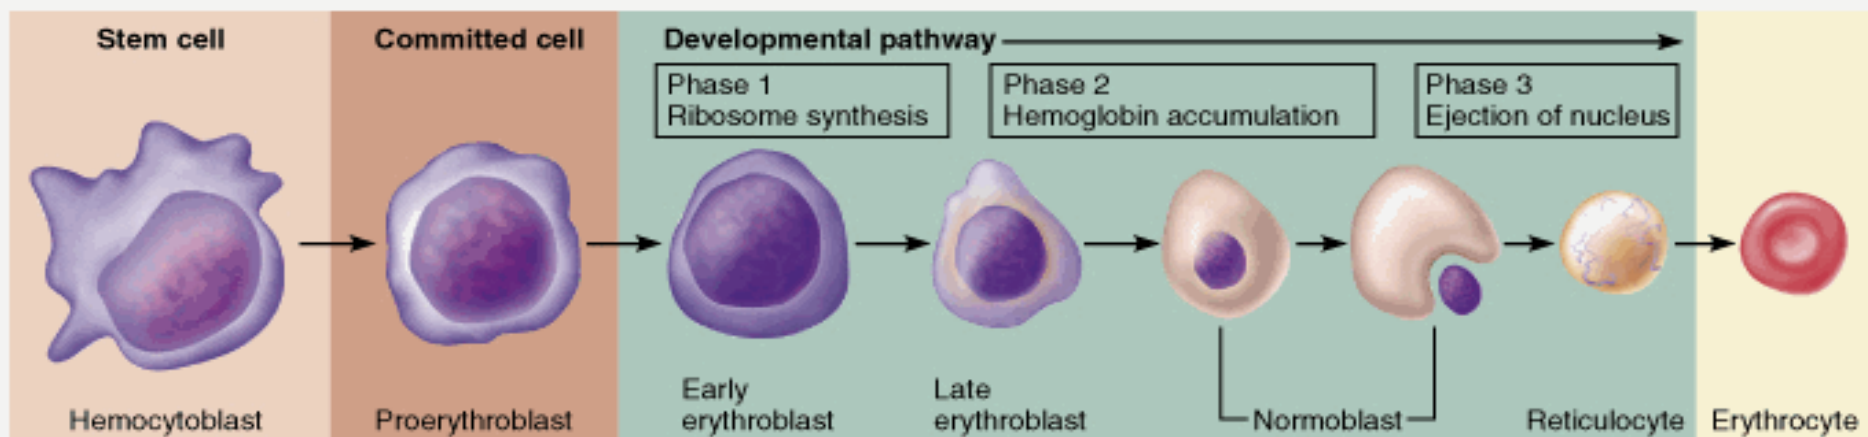 Stem cell
Committed cell
Developmental pathway
Phase 1
Ribosome synthesis
Phase 2
Hemoglobin accumulation
Phase 3
Ejection of nucleus
Hemocytoblast
Proerythroblast
Early
erythroblast
Late
erythroblast
Normoblast
Reticulocyte
Erythrocyte